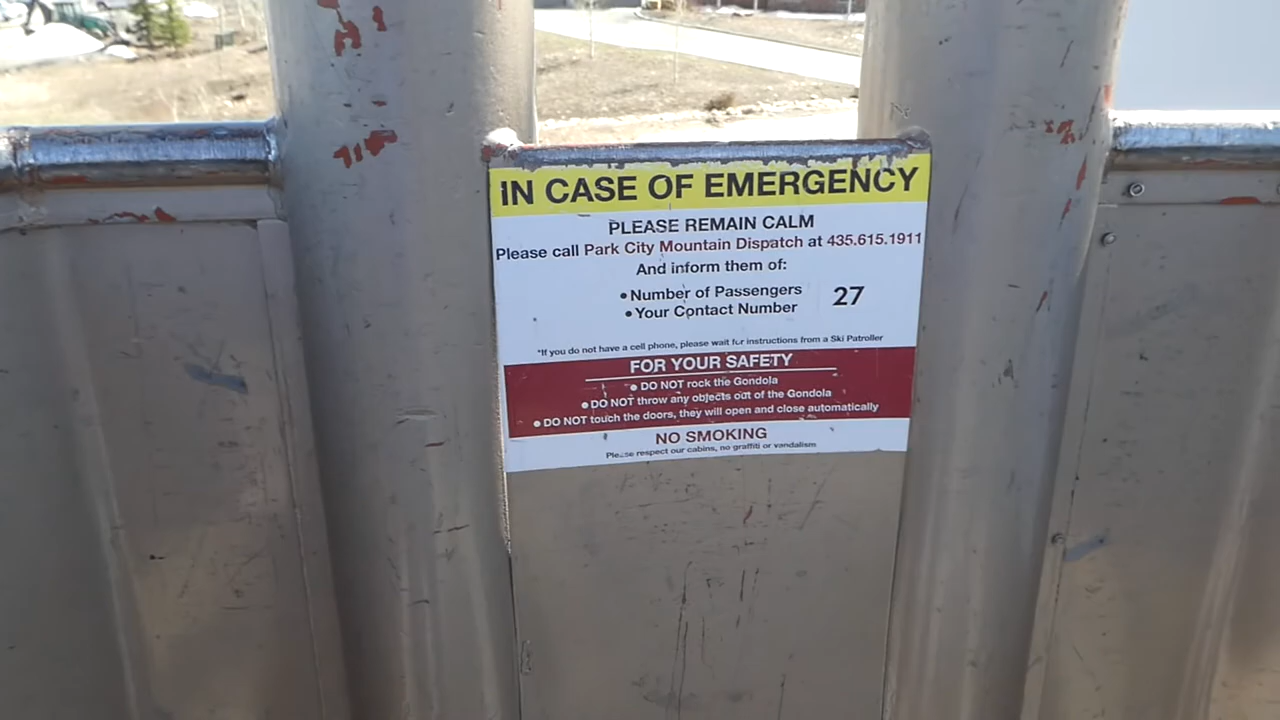 IN CASE OF EMERGENCY
PLEASE REMAIN CALM
Please call Park City Mountain Dispatch at 435.615.1911
And inform them of:
• Number of Passengers
• Your Contact Number
27
*If you do not have a cell phone, please wait for instructions from a Ski Patroller
FOR YOUR SAFETY
• DO NOT rock the Gondola
• DO NOT throw any objects out of the Gondola
• DO NOT touch the doors, they will open and close automatically
NO SMOKING
Please respect our cabins, no graffiti or vandalism